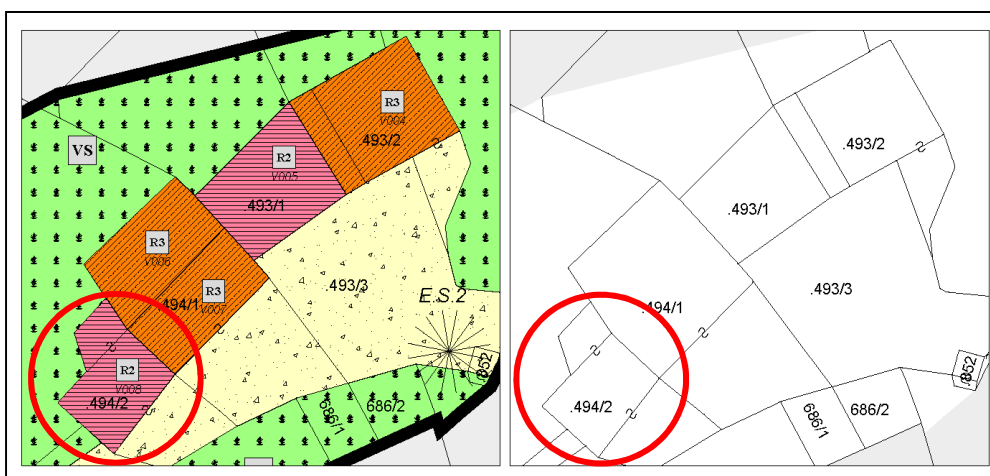 R3
V004
.493/2
VS
R2
V005
.493/1
R3
V006
R3
V007
.494/1
.493/3
E.S.2
R2
V008
.494/2
.852
686/1
686/2
.493/2
.493/1
.494/1
.493/3
.494/2
.852
686/1
686/2